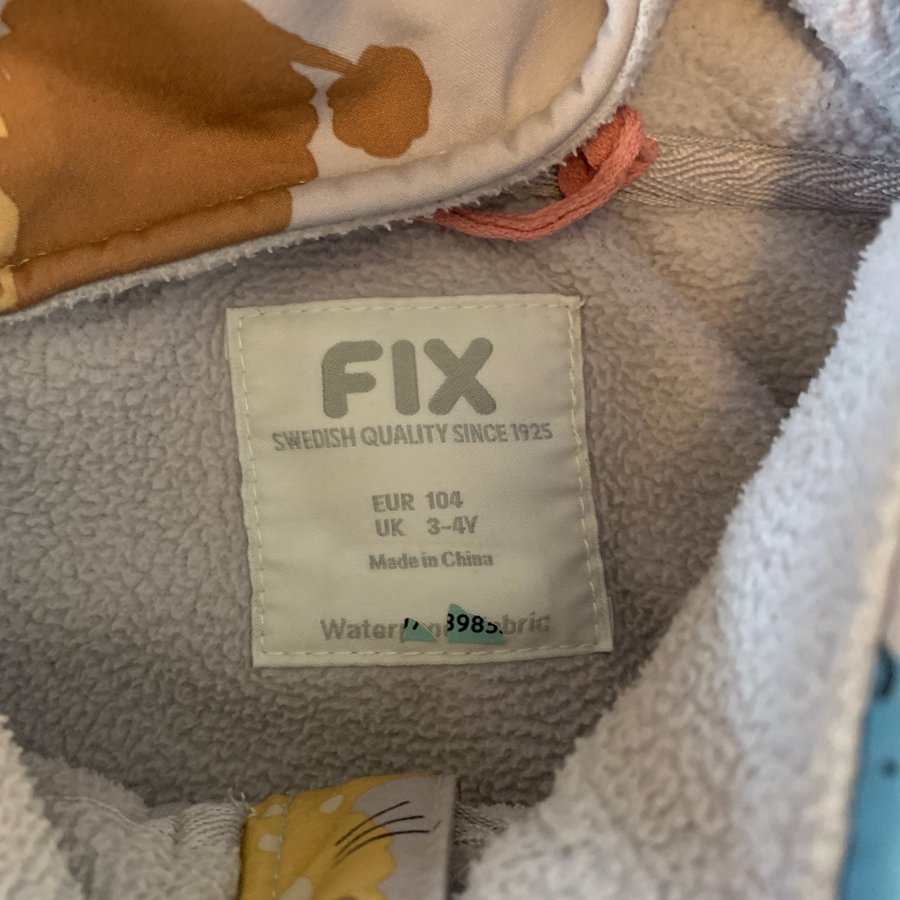 FIX
SWEDISH QUALITY SINCE 1925
EUR 104
UK 3-4Y
Made in China